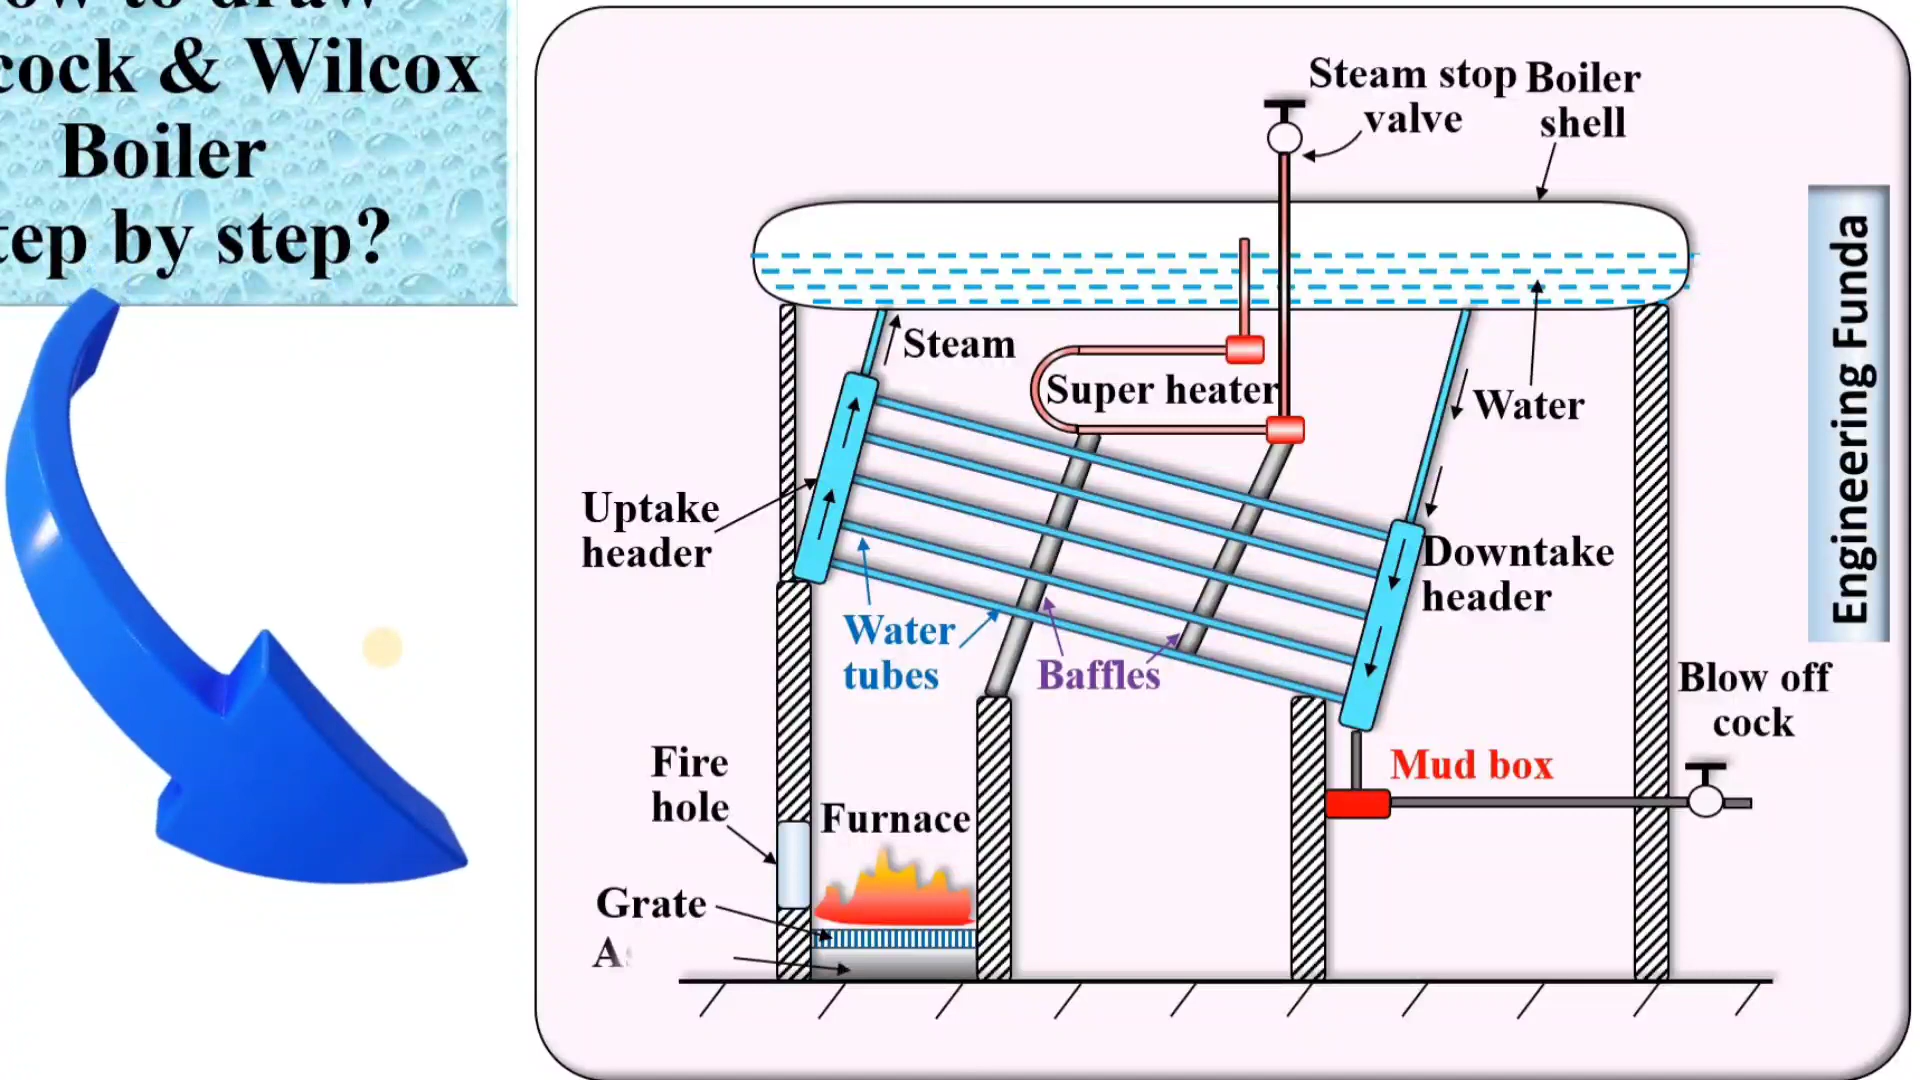 cock & Wilcox
Boiler
step by step?
Steam stop
valve
Boiler
shell
Steam
Super heater
Water
Uptake
header
Downtake
header
Water
tubes
Baffles
Blow off
cock
Mud box
Fire
hole
Furnace
Grate
Engineering Funda